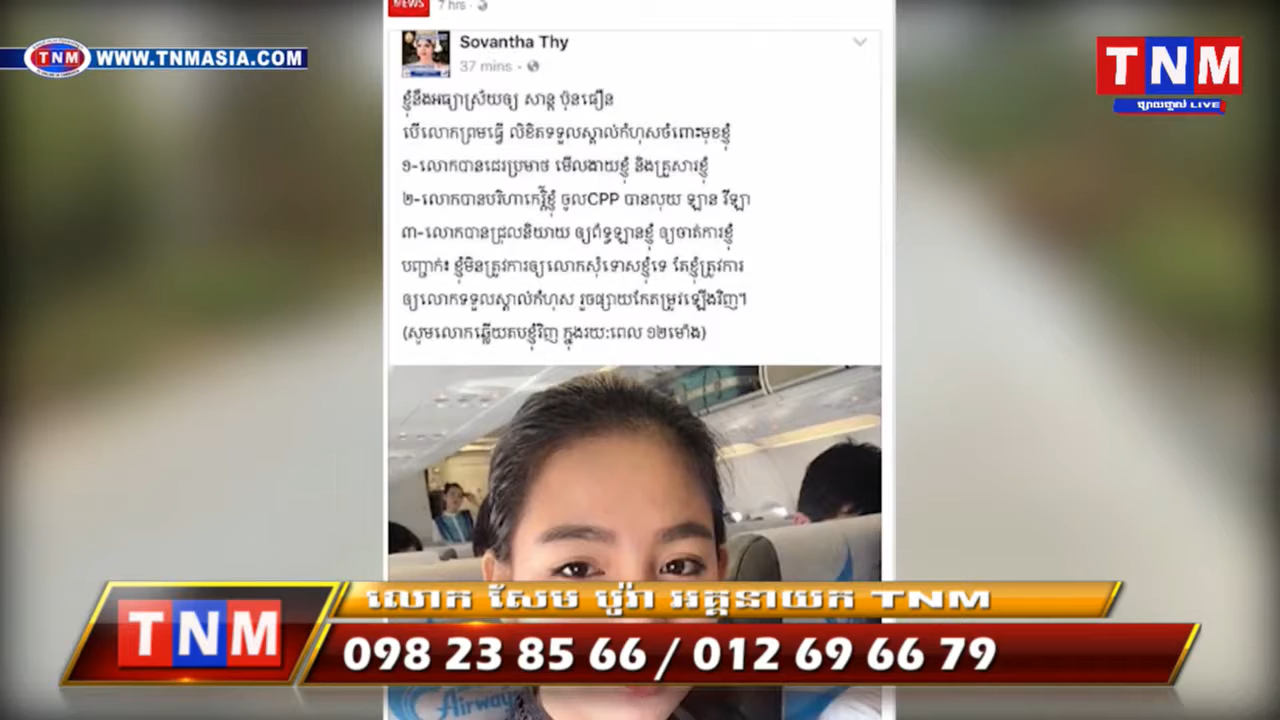 NEWS
7 hrs ·
TNM
WWW.TNMASIA.COM
Sovantha Thy
37 mins ·
TNM
ផ្សាយផ្ទាល់ LIVE
ខ្ញុំនឹងអធ្យាស្រ័យឲ្យ សាន្ត ប៊ុនធឿន
បើលោកព្រមធ្វើ លិខិតទទួលស្គាល់កំហុសចំពោះមុខខ្ញុំ
១-លោកបានជេរប្រមាថ មើលងាយខ្ញុំ និងគ្រួសារខ្ញុំ
២-លោកបានបរិហាកេរ្តិ៍ខ្ញុំ ចូលCPP បានលុយ ឡាន វីឡា
៣-លោកបានជ្រុលនិយាយ ឲ្យព័ទ្ធឡានខ្ញុំ ឲ្យចាត់ការខ្ញុំ
បញ្ជាក់៖ ខ្ញុំមិនត្រូវការឲ្យលោកសុំទោសខ្ញុំទេ តែខ្ញុំត្រូវការ
ឲ្យលោកទទួលស្គាល់កំហុស រួចផ្សាយកែតម្រូវឡើងវិញ។
(សូមលោកឆ្លើយតបខ្ញុំវិញ ក្នុងរយៈពេល ១២ម៉ោង)
លោក សែម បូរ៉ា អគ្គនាយក TNM
TNM
098 23 85 66 / 012 69 66 79
Airways